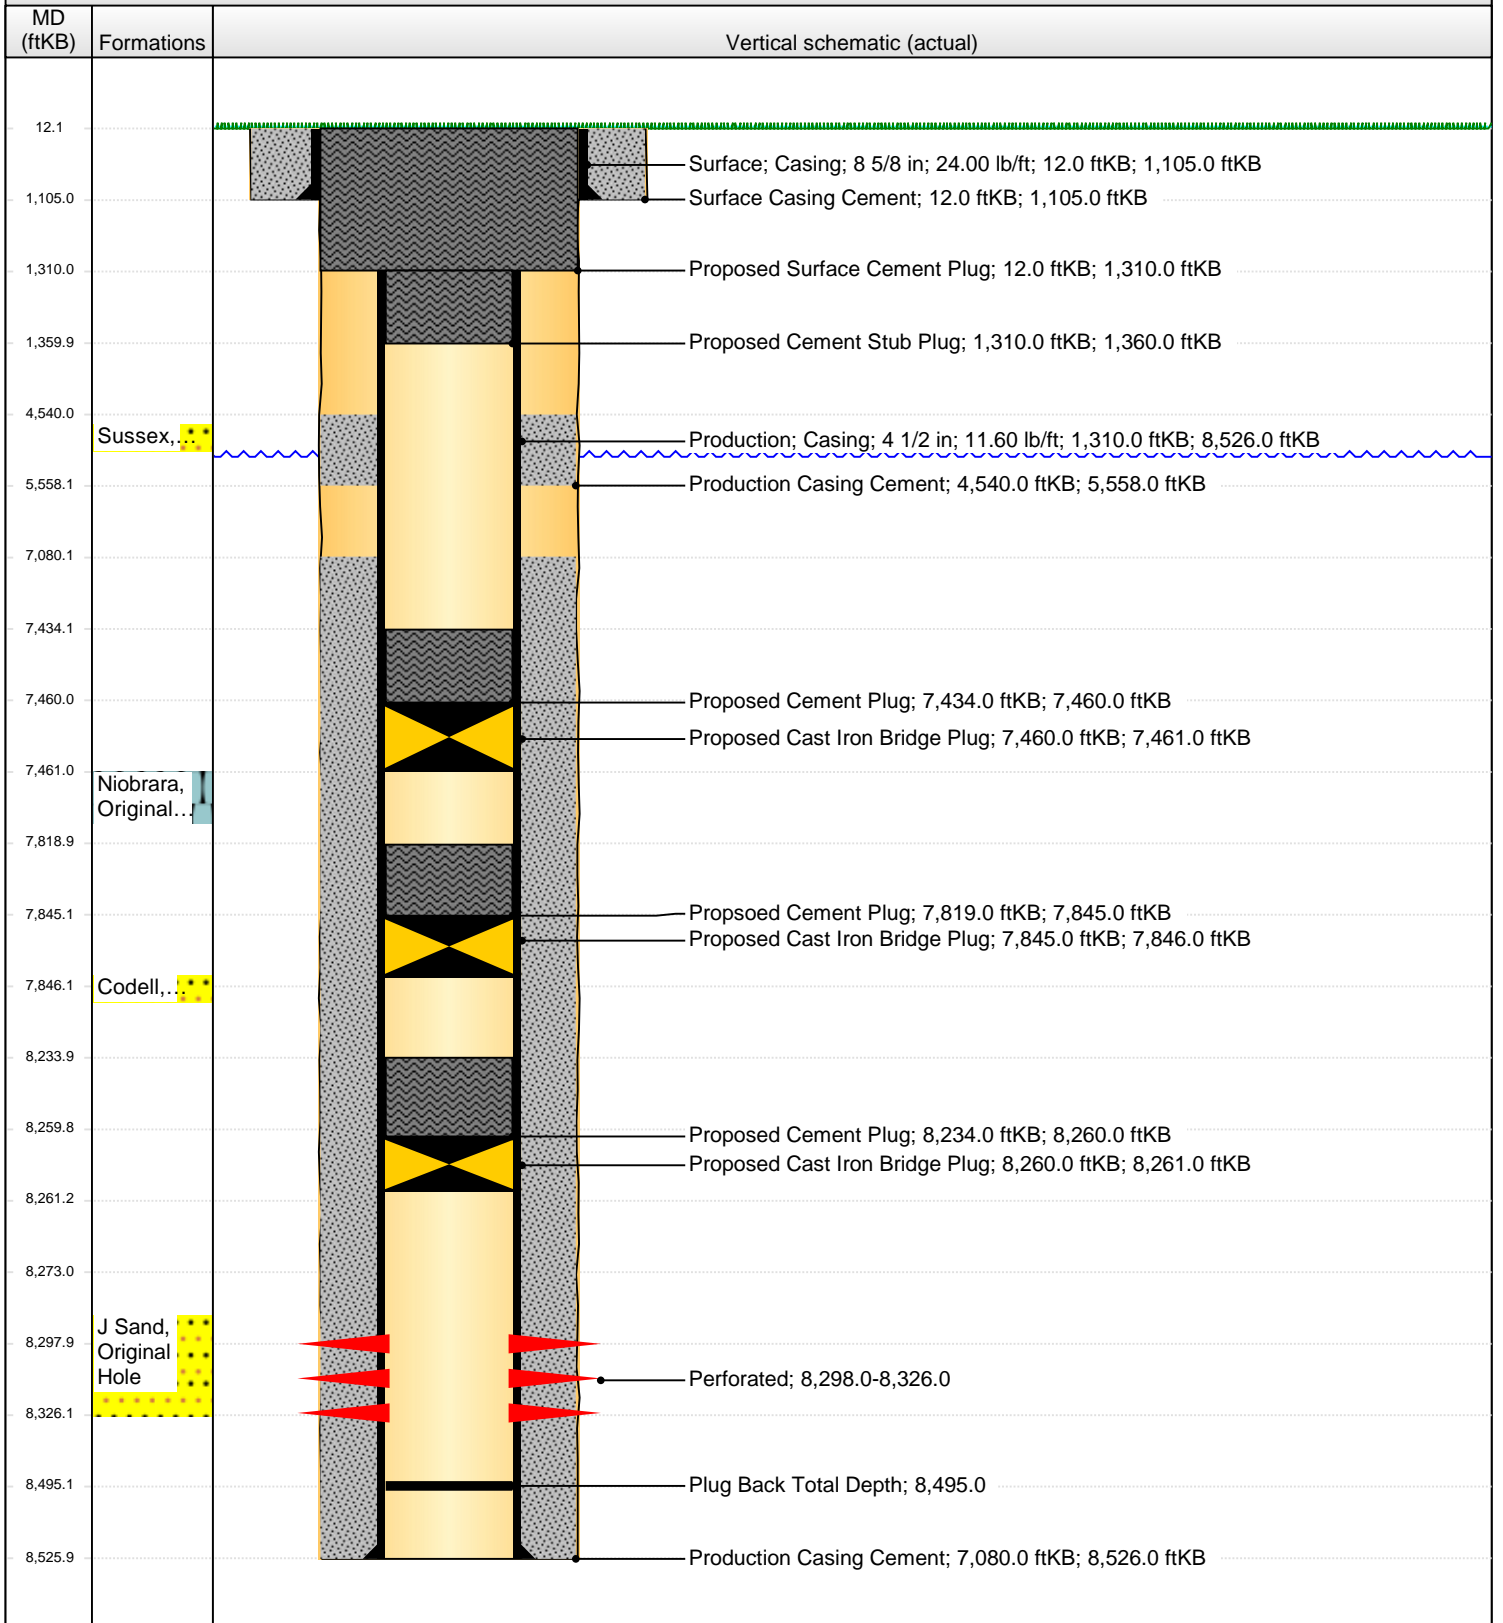 MD
(ftKB)
Formations
Vertical schematic (actual)
12.1
Surface; Casing; 8 5/8 in; 24.00 lb/ft; 12.0 ftKB; 1,105.0 ftKB
1,105.0
Surface Casing Cement; 12.0 ftKB; 1,105.0 ftKB
1,310.0
Proposed Surface Cement Plug; 12.0 ftKB; 1,310.0 ftKB
1,359.9
Proposed Cement Stub Plug; 1,310.0 ftKB; 1,360.0 ftKB
4,540.0
Sussex,...
Production; Casing; 4 1/2 in; 11.60 lb/ft; 1,310.0 ftKB; 8,526.0 ftKB
5,558.1
Production Casing Cement; 4,540.0 ftKB; 5,558.0 ftKB
7,080.1
7,434.1
7,460.0
Proposed Cement Plug; 7,434.0 ftKB; 7,460.0 ftKB
Proposed Cast Iron Bridge Plug; 7,460.0 ftKB; 7,461.0 ftKB
7,461.0
Niobrara,
Original...
7,818.9
7,845.1
Propsoed Cement Plug; 7,819.0 ftKB; 7,845.0 ftKB
Proposed Cast Iron Bridge Plug; 7,845.0 ftKB; 7,846.0 ftKB
7,846.1
Codell,...
8,233.9
8,259.8
Proposed Cement Plug; 8,234.0 ftKB; 8,260.0 ftKB
Proposed Cast Iron Bridge Plug; 8,260.0 ftKB; 8,261.0 ftKB
8,261.2
8,273.0
J Sand,
Original
Hole
8,297.9
Perforated; 8,298.0-8,326.0
8,326.1
8,495.1
Plug Back Total Depth; 8,495.0
8,525.9
Production Casing Cement; 7,080.0 ftKB; 8,526.0 ftKB